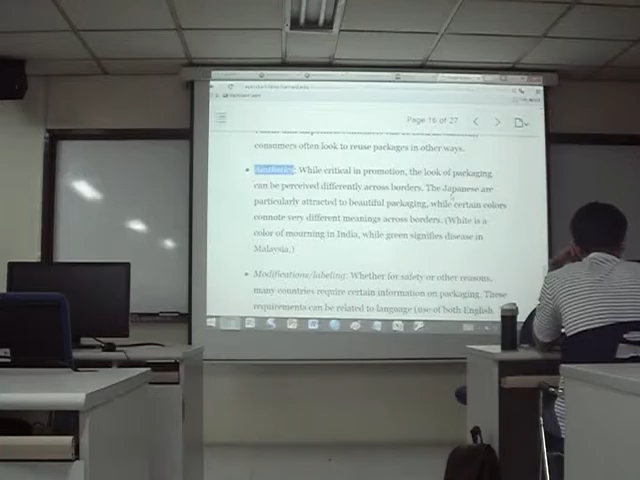 Page 16 of 27
consumers often look to reuse packages in other ways.
• Aesthetics: While critical in promotion, the look of packaging
can be perceived differently across borders. The Japanese are
particularly attracted to beautiful packaging, while certain colors
connote very different meanings across borders. (White is a
color of mourning in India, while green signifies disease in
Malaysia.)
• Modifications/labeling: Whether for safety or other reasons,
many countries require certain information on packaging. These
requirements can be related to language (use of both English